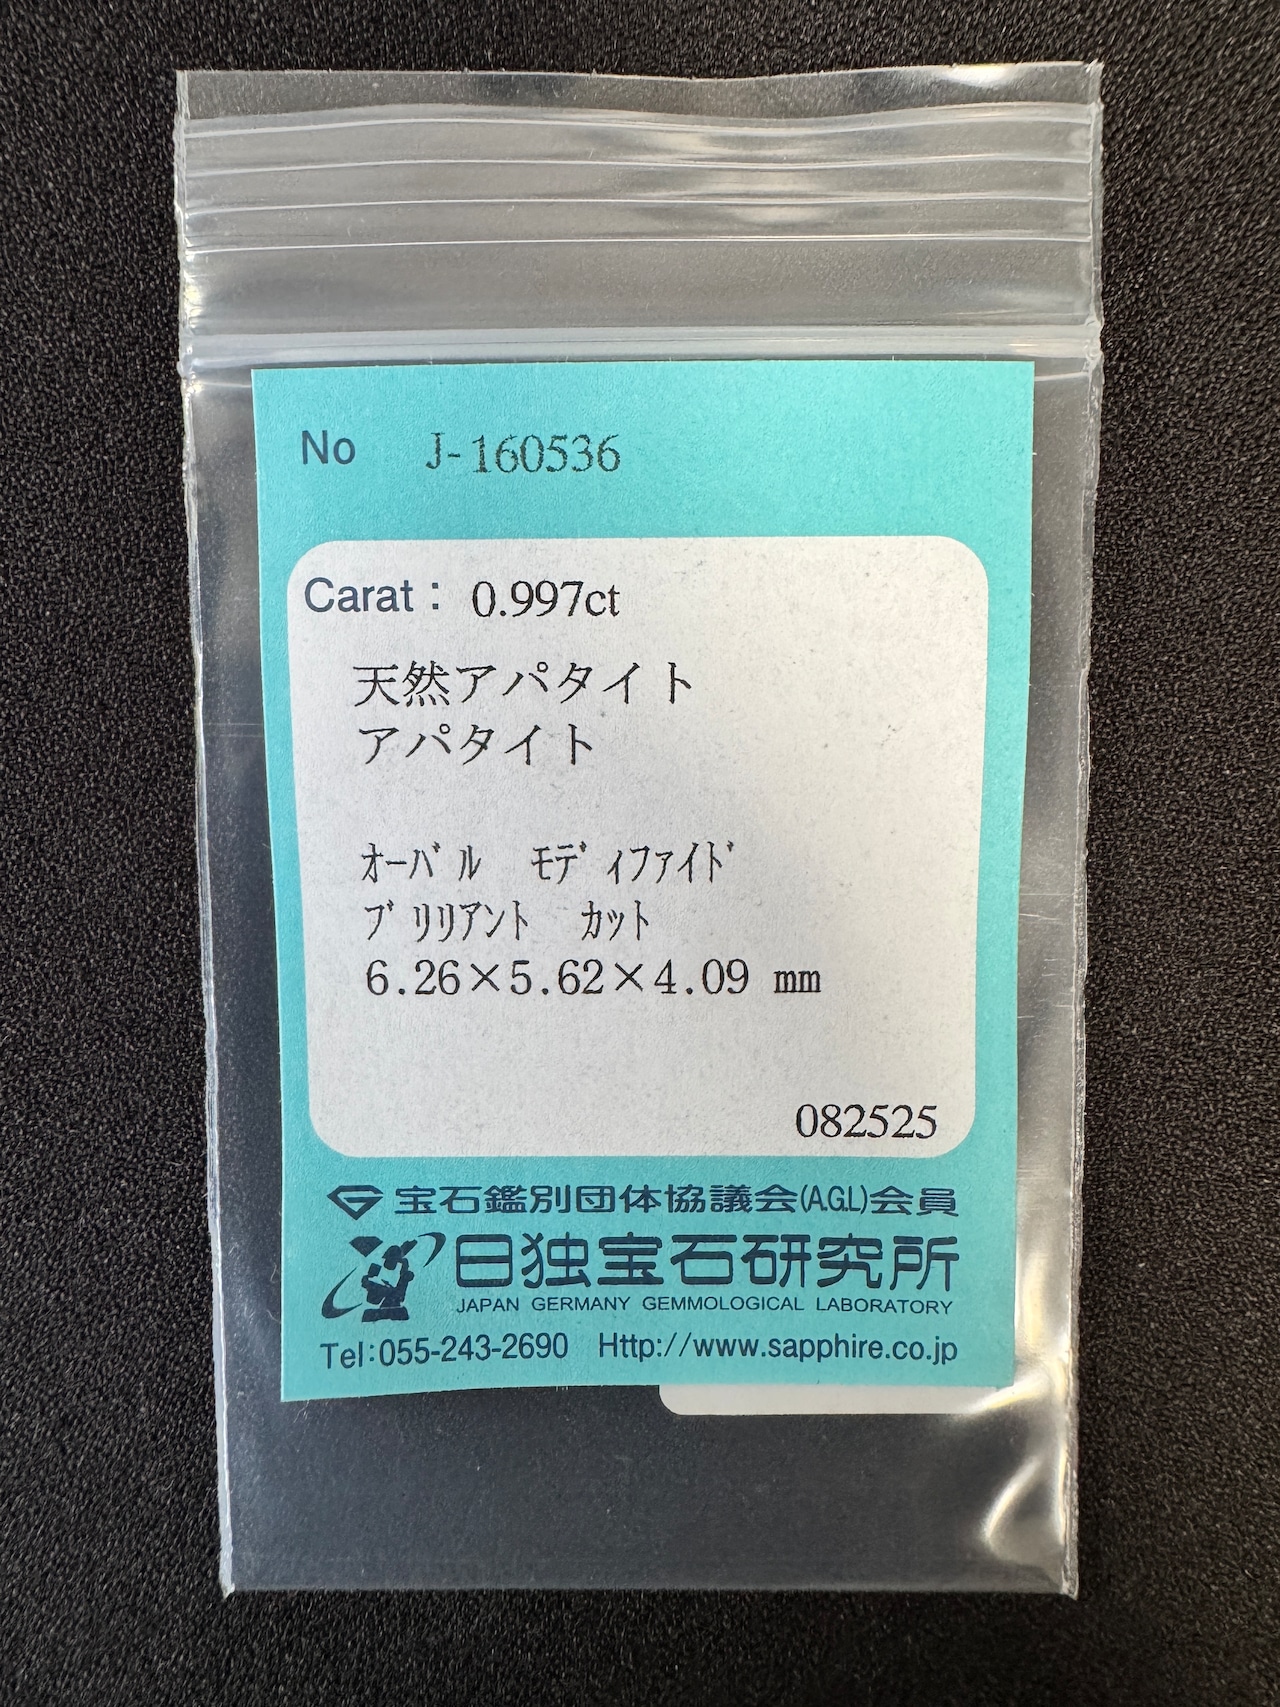 No J-160536
Carat： 0.997ct
天然アパタイト
アパタイト
ｵｰﾊﾞﾙ ﾓﾃﾞｨﾌｧｲﾄﾞ
ﾌﾞﾘﾘｱﾝﾄ ｶｯﾄ
6.26×5.62×4.09 mm
082525
宝石鑑別団体協議会(A.G.L)会員
日独宝石研究所
JAPAN GERMANY GEMMOLOGICAL LABORATORY
Tel:055-243-2690 Http://www.sapphire.co.jp